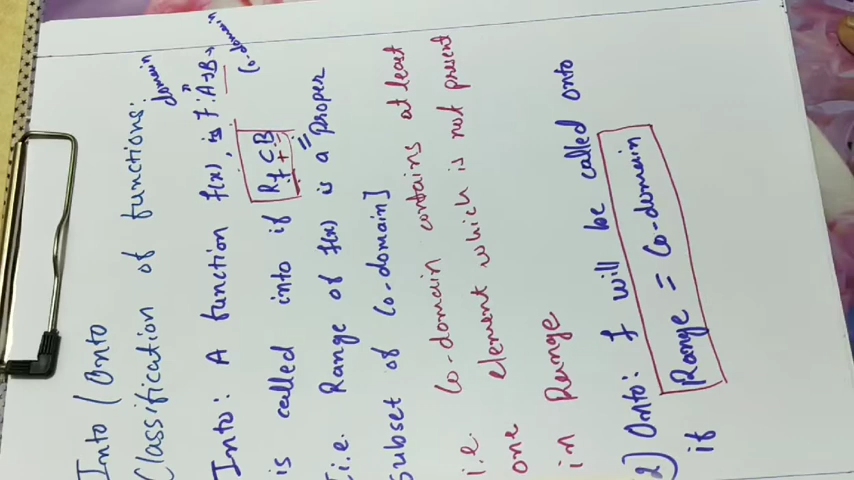 Into / Onto
Classification of functions:
domain
Into: A function f(x), is f: A→B→ Co-domain
is called into if Rf ⊂ B
[i.e. Range of f(x) is a proper
subset of Co-domain]
i.e. Co-domain contains at least
one element which is not present
in Range
2) Onto: f will be called onto
if Range = Co-domain